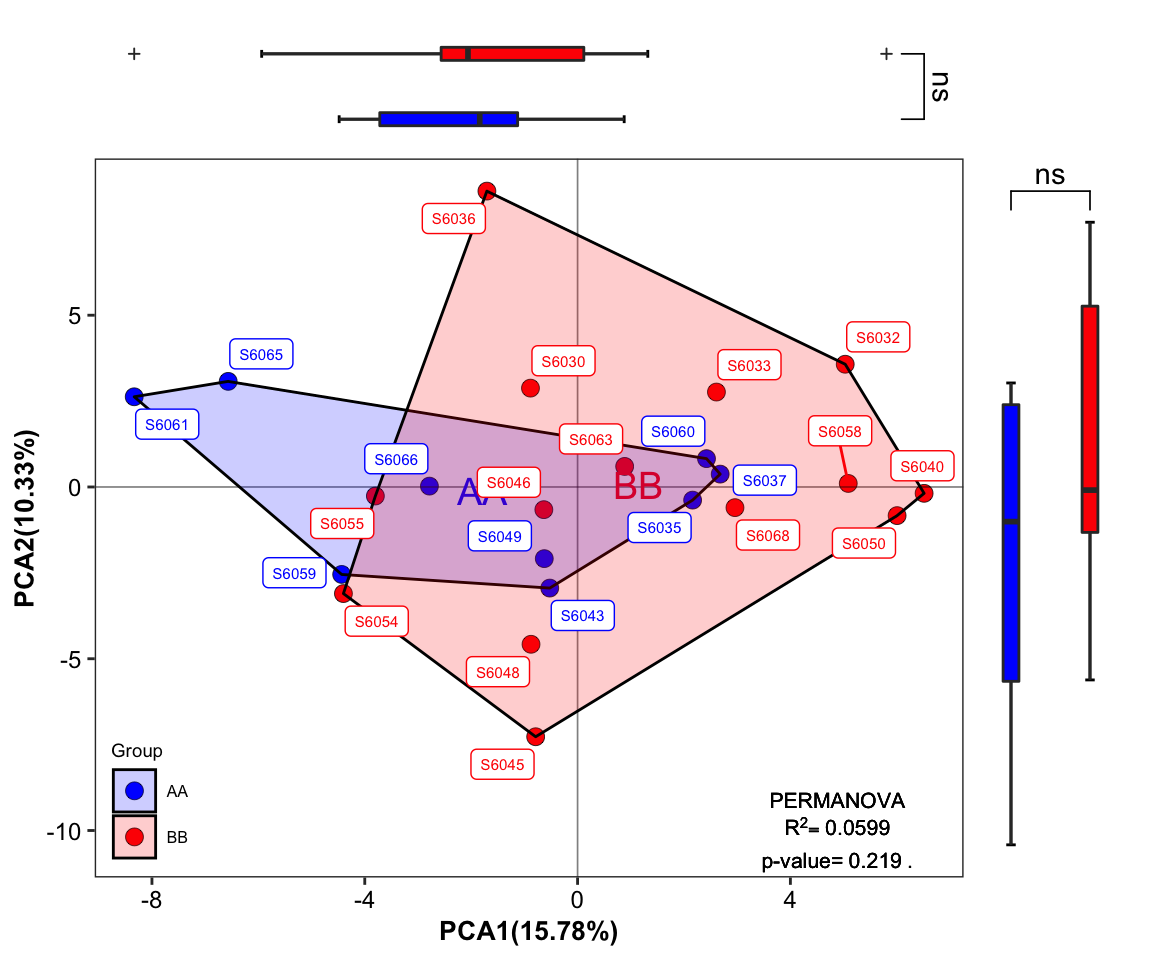 +
+
ns
ns
S6036
S6032
S6065
S6030
S6033
S6061
S6060
S6058
S6063
S6066
S6040
S6046
S6037
AA
BB
S6055
S6049
S6035
S6068
S6050
S6059
S6043
S6054
S6048
S6045
5
0
-5
-10
PCA2(10.33%)
Group
AA
BB
PERMANOVA
R²= 0.0599
p-value= 0.219 .
-8
-4
0
4
PCA1(15.78%)